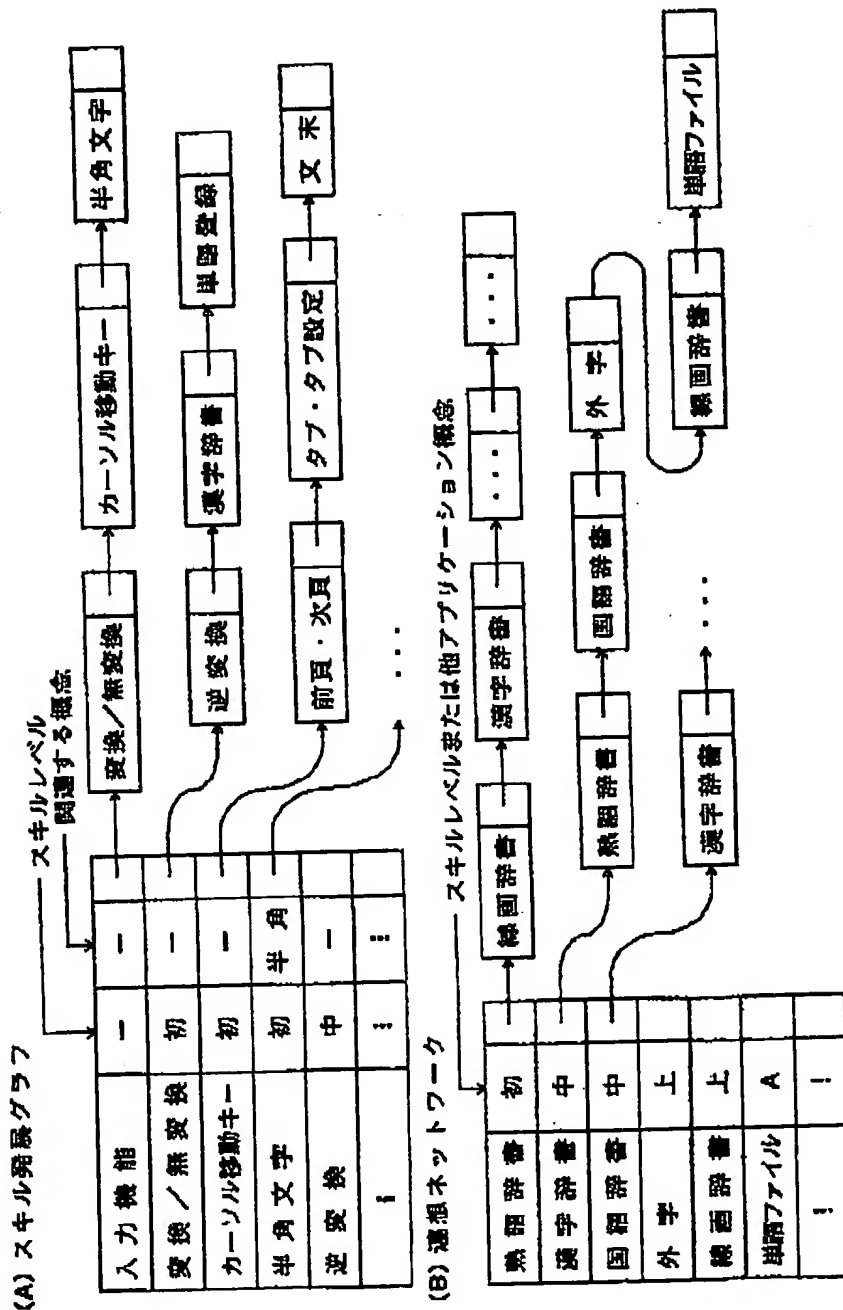 (A) スキル発展グラフ
スキルレベル
関連する概念
入力機能 ー ー
変換／無変換 初 ー
カーソル移動キー 初 ー
半角文字 初 半角
逆変換 中 ー
変換／無変換 カーソル移動キー 半角文字
逆変換 漢字辞書 単語登録
前頁・次頁 タブ・タブ設定 文末
・・・
(B) 連想ネットワーク
スキルレベルまたは他アプリケーション概念
熟語辞書 初
漢字辞書 中
国語辞書 中
外字 上
線画辞書 上
単語ファイル A
線画辞書 漢字辞書 ・・・ ・・・
熟語辞書 国語辞書 外字
線画辞書 単語ファイル
漢字辞書 ・・・